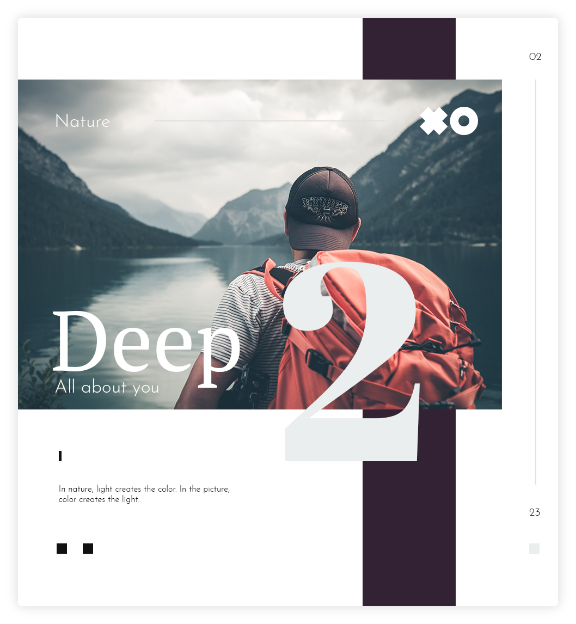 02
Nature
XO
Deep
2
All about you
In nature, light creates the color. In the picture,
color creates the light.
23